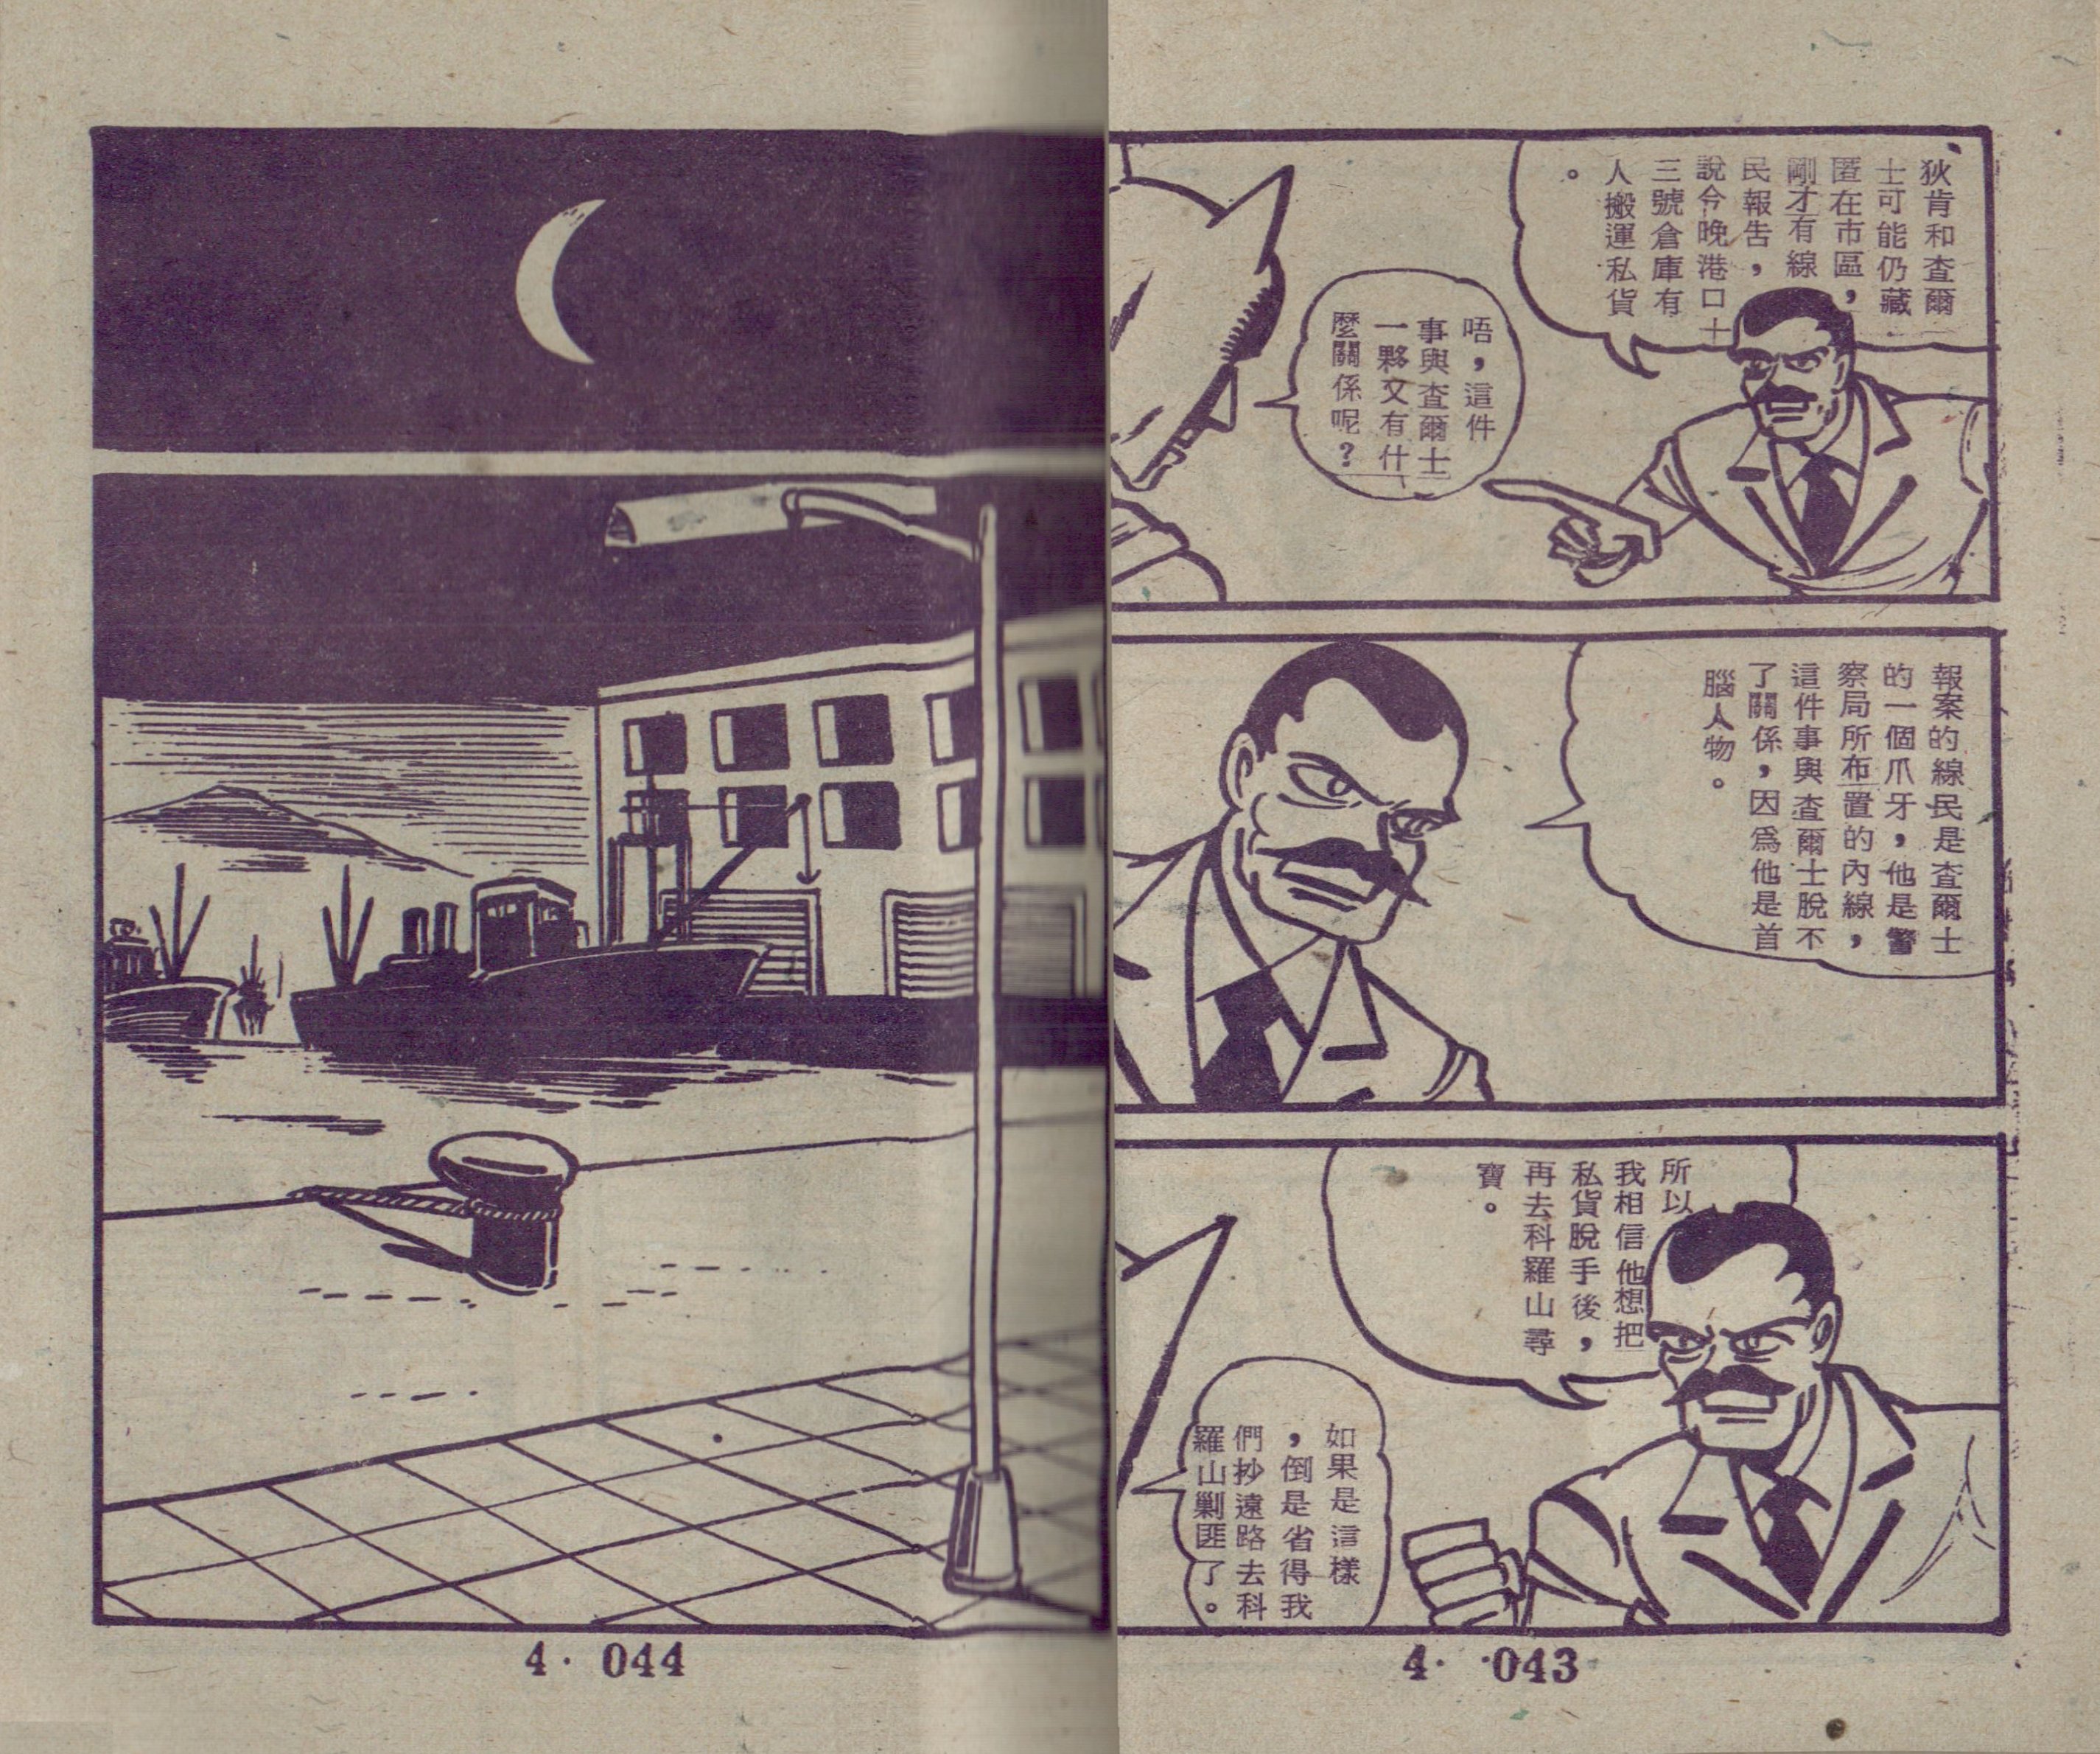 狄肯和查爾
士可能仍藏
匿在市區，
剛才有線
民報告，
說今晚港口十
三號倉庫有
人搬運私貨
。
唔，這件
事與查爾士
一夥又有什
麼關係呢？
報案的線民是查爾士
的一個爪牙，他是警
察局所布置的內線，
這件事與查爾士脫不
了關係，因為他是首
腦人物。
所以
我相信他想把
私貨脫手後，
再去科羅山尋
寶。
如果是這樣
，倒是省得我
們抄遠路去科
羅山剿匪了。
4·043
4·044